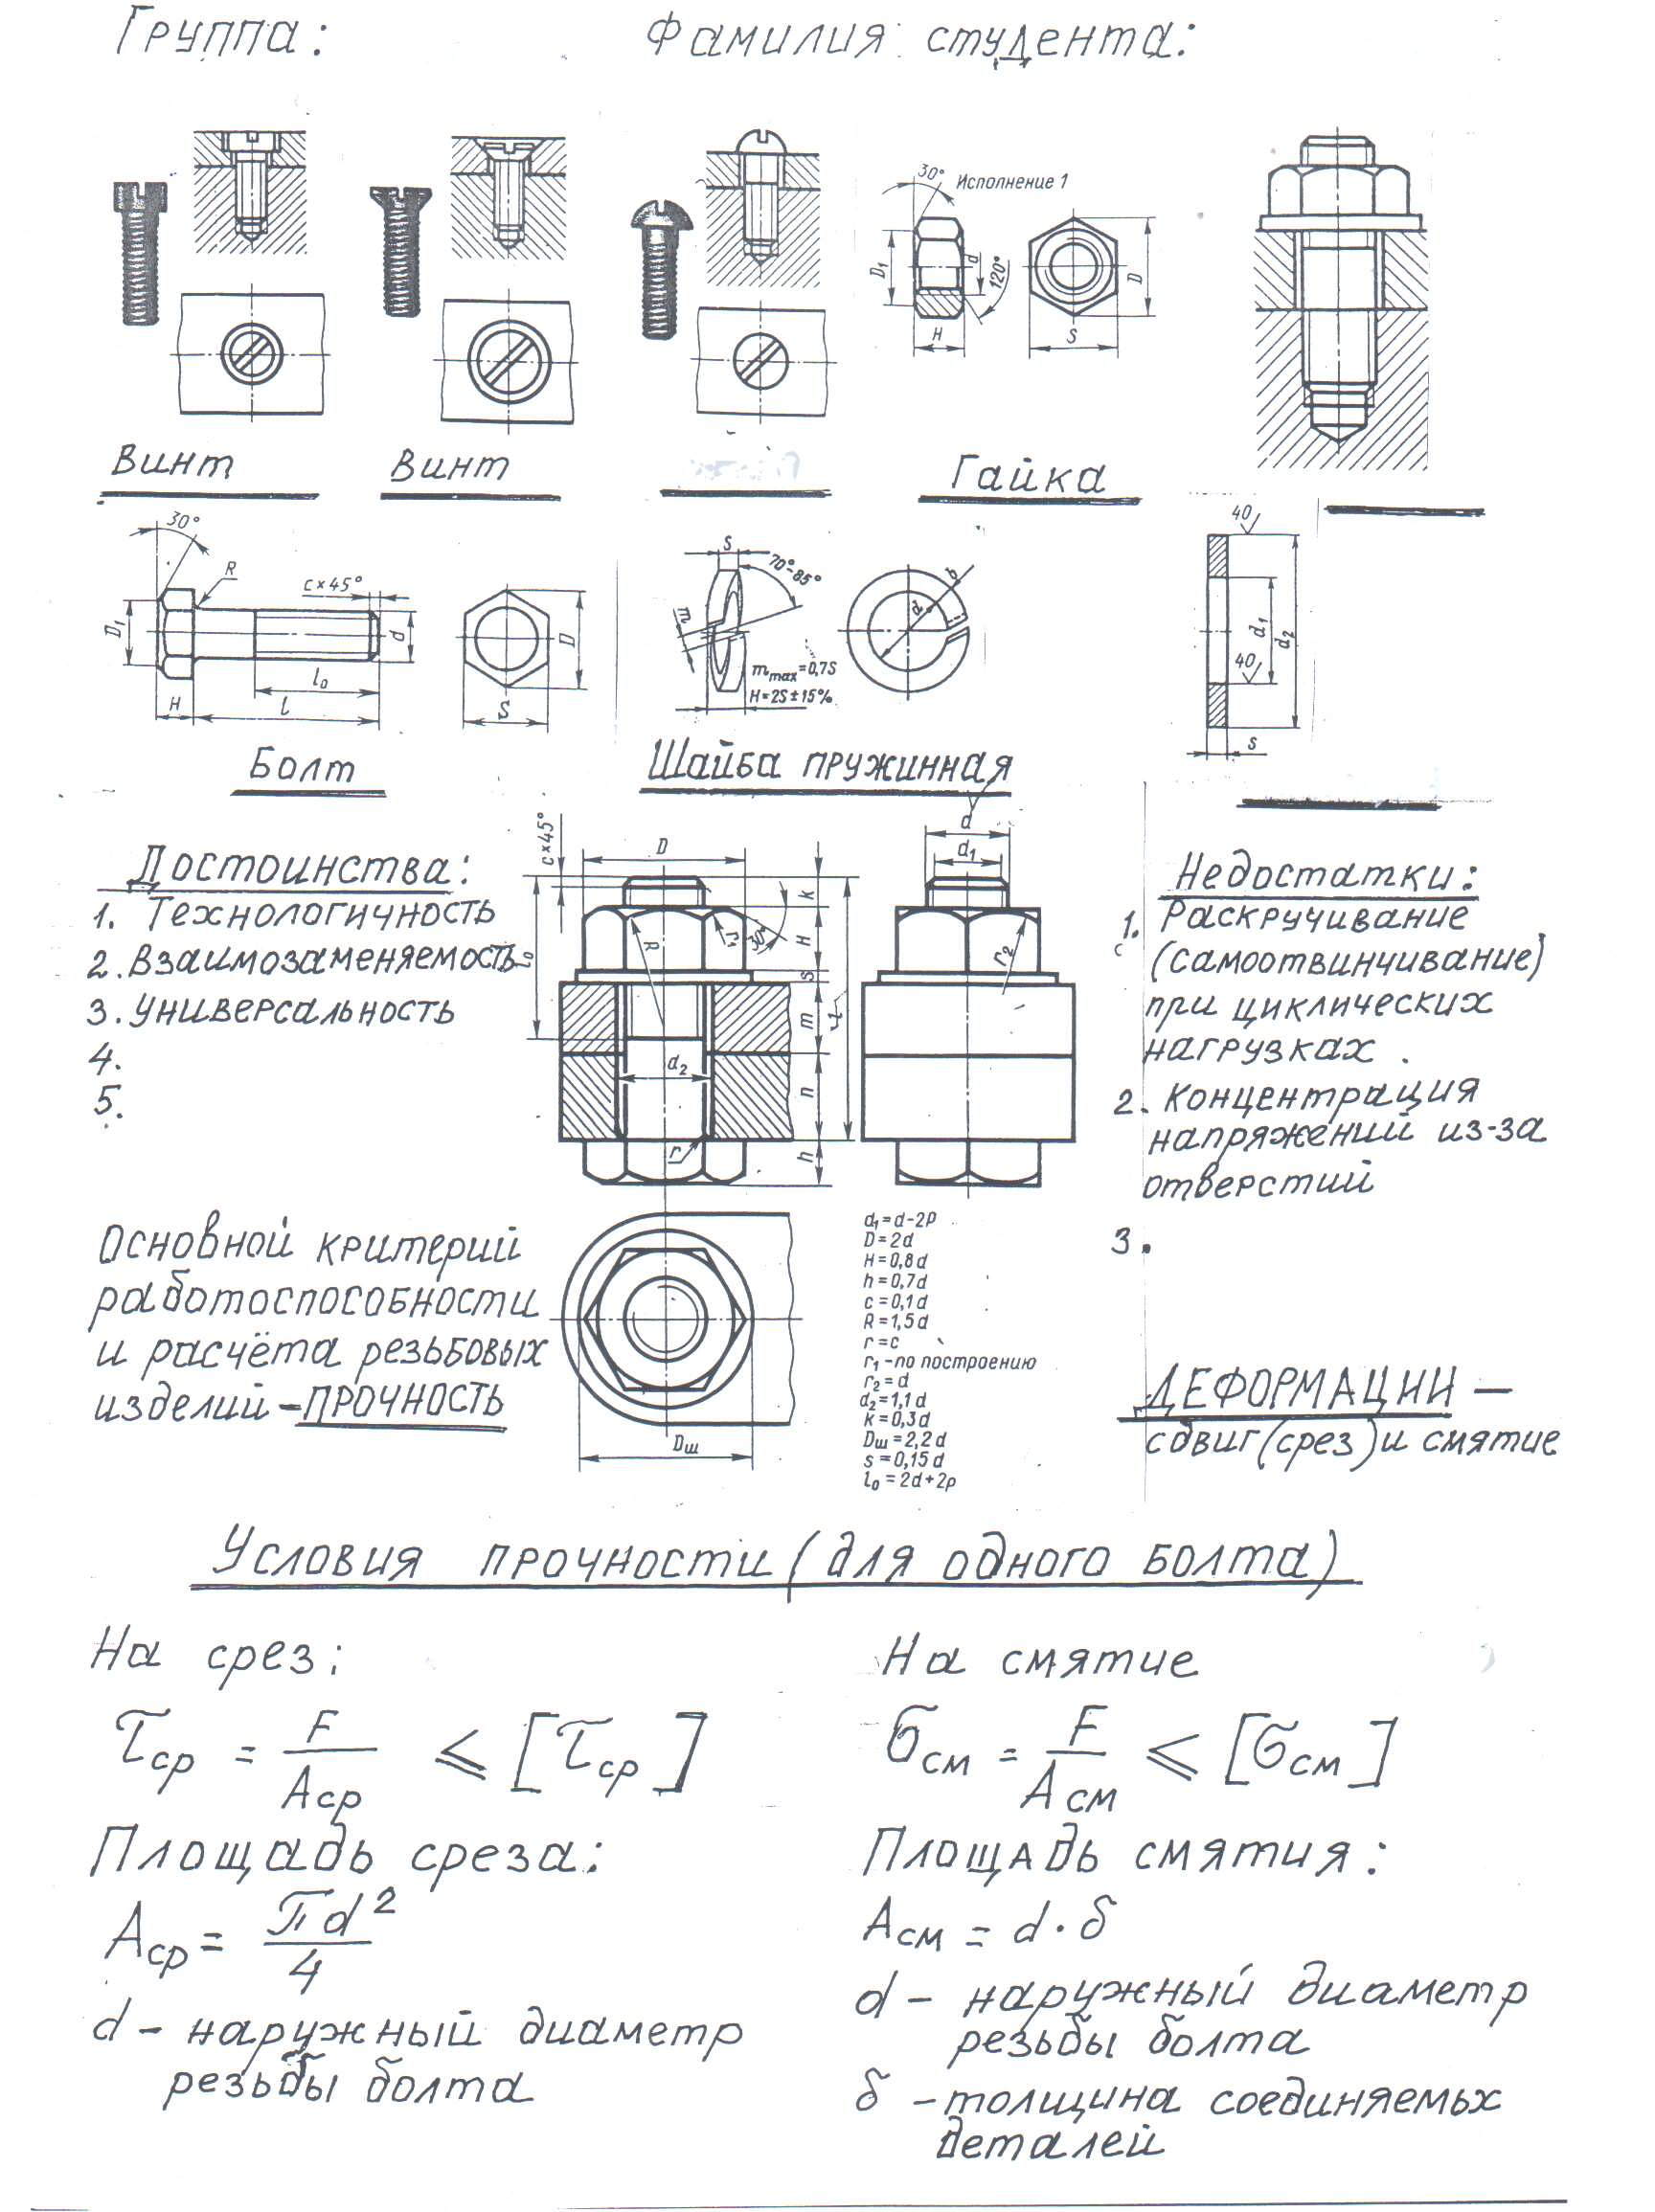 Группа: Фамилия студента:
30° Исполнение 1
D₁ d 120° D
H S
Винт Винт Гайка
30° R c×45°
D₁ d D
l₀
H l S
S 70°-85° b
m d
mmax=0,7S
H=2S±15%
40
d₁ d₂
40
s
Болт Шайба пружинная
Достоинства:
1. Технологичность
2. Взаимозаменяемость
3. Универсальность
4.
5.
c×45° D k
l₀ R r₁ 30° H
s
m l
d₂ n
r h
d
d₁
r₂
Недостатки:
1. Раскручивание
(самоотвинчивание)
при циклических
нагрузках.
2. Концентрация
напряжений из-за
отверстий
3.
Основной критерий
работоспособности
и расчёта резьбовых
изделий – ПРОЧНОСТЬ
Dш
d₁=d-2P
D=2d
H=0,8d
h=0,7d
c=0,1d
R=1,5d
r=c
r₁-по построению
r₂=d
d₂=1,1d
k=0,3d
Dш=2,2d
s=0,15d
l₀=2d+2p
ДЕФОРМАЦИИ –
сдвиг (срез) и смятие
Условия прочности (для одного болта)
На срез:
τср = F/Aср ⩽ [τср]
Площадь среза:
Aср = πd²/4
d – наружный диаметр
резьбы болта
На смятие
σсм = F/Aсм ⩽ [σсм]
Площадь смятия:
Aсм = d·δ
d – наружный диаметр
резьбы болта
δ – толщина соединяемых
деталей